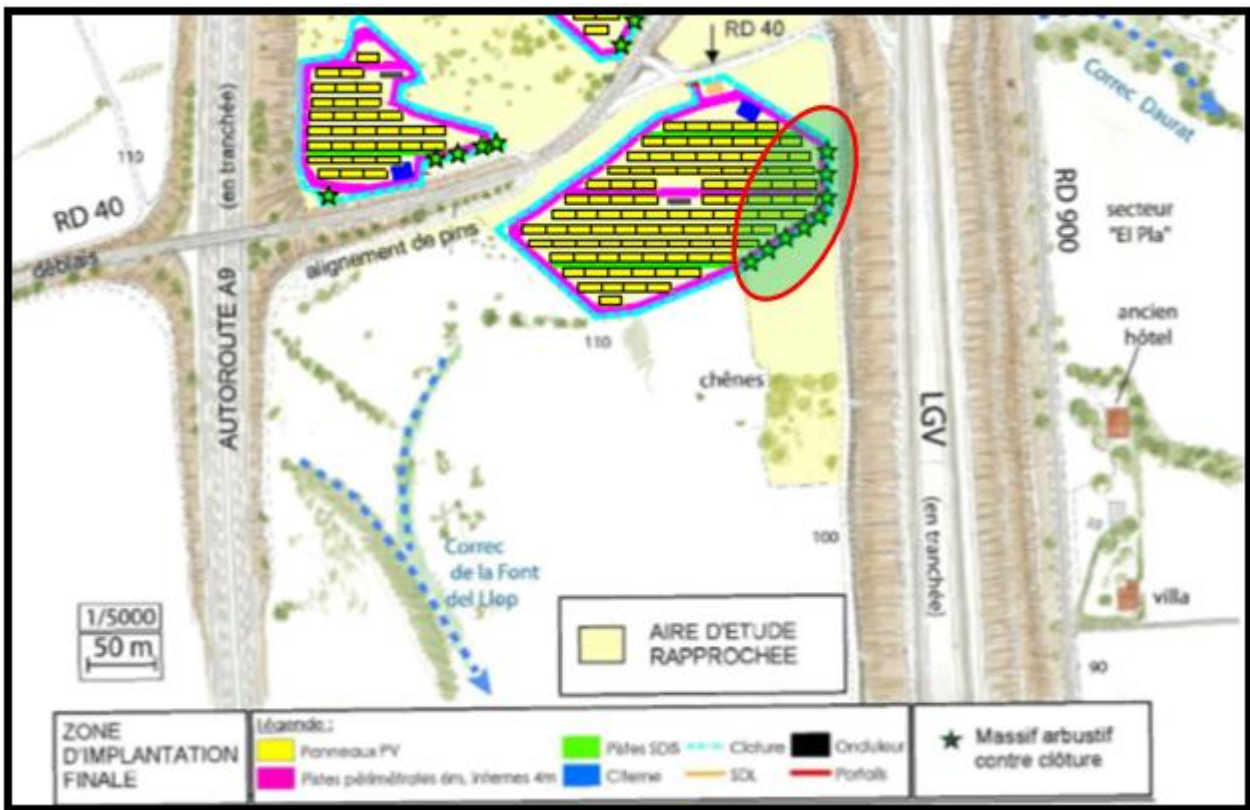 RD 40
Correc Daurat
110
(en tranchée)
RD 40
déblais
alignement de pins
AUTOROUTE A9
RD 900
secteur
"El Pla"
ancien
hôtel
110
chênes
LGV
(en tranchée)
100
Correc
de la Font
del Llop
villa
90
1/5000
50 m
AIRE D'ETUDE
RAPPROCHEE
ZONE
D'IMPLANTATION
FINALE
Légende :
Panneaux PV
Pistes périmétrales 6m, internes 4m
Pistes SDIS
Citerne
Cloture
SDL
Onduleur
Portails
Massif arbustif
contre clôture